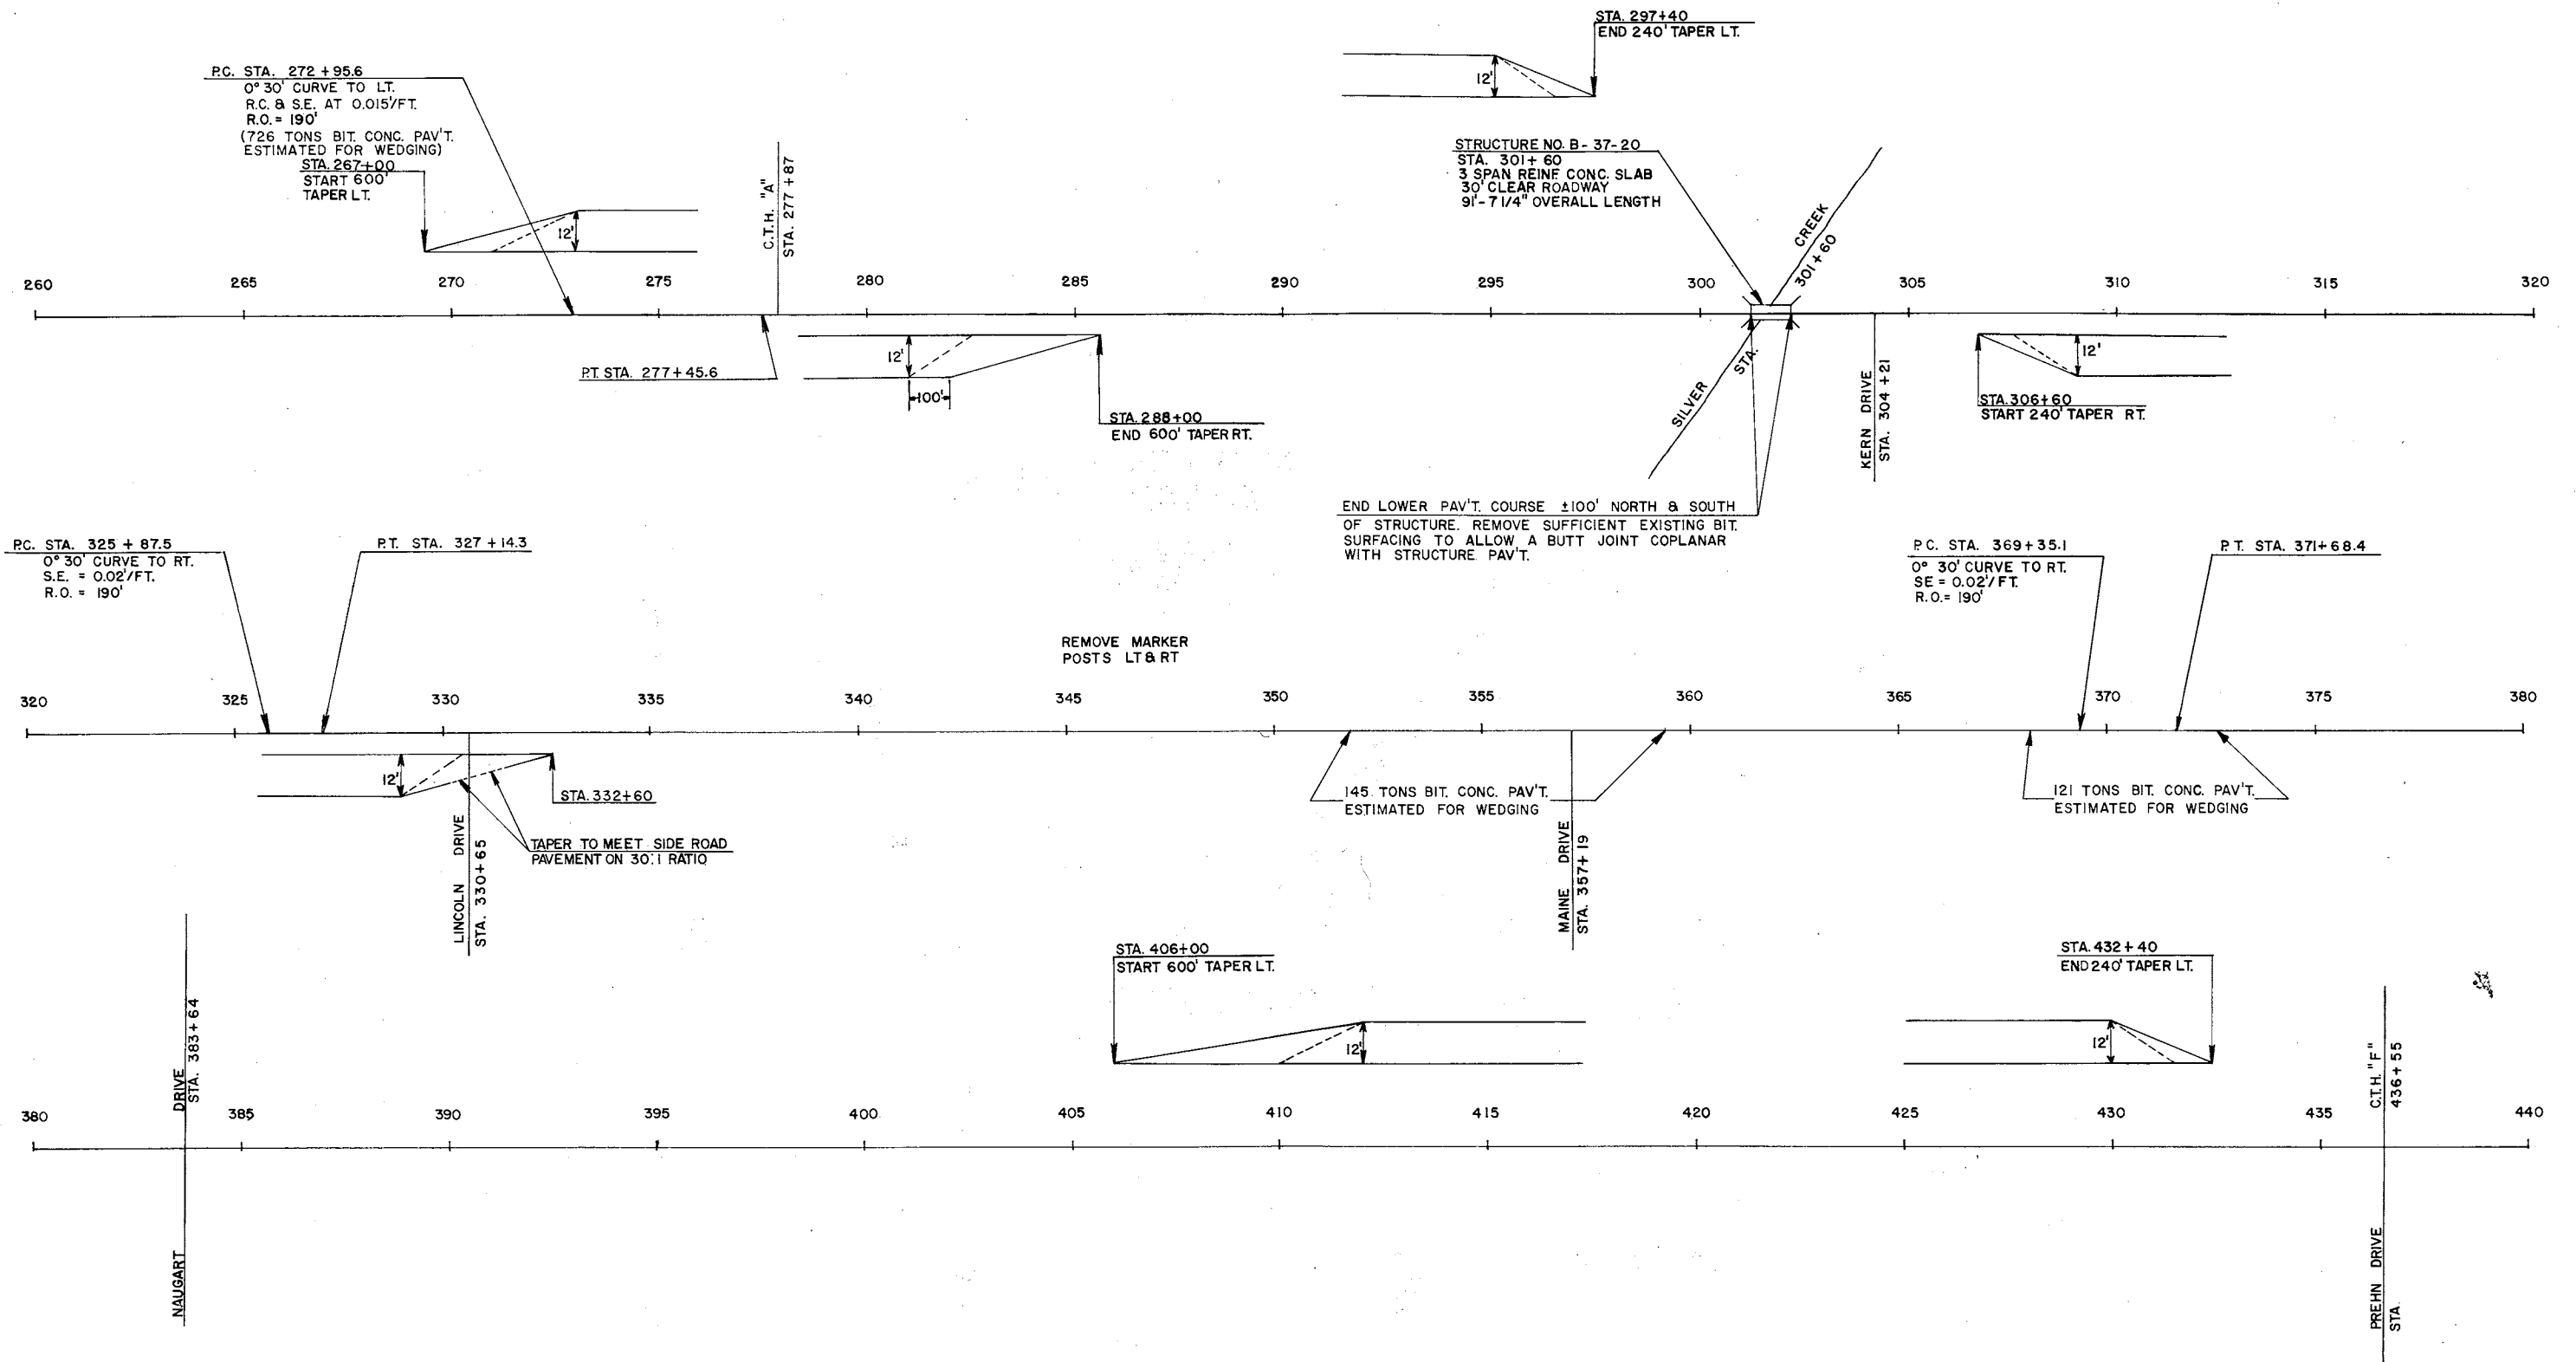 STA. 297+40
END 240' TAPER LT.
12'
P.C. STA. 272+95.6
0° 30' CURVE TO LT.
R.C. & S.E. AT 0.015'/FT.
R.O. = 190'
(726 TONS BIT. CONC. PAV'T.
ESTIMATED FOR WEDGING)
STA. 267+00
START 600'
TAPER LT.
12'
C.T.H. "A"
STA. 277+87
STRUCTURE NO. B-37-20
STA. 301+60
3 SPAN REINF. CONC. SLAB
30' CLEAR ROADWAY
91'-7 1/4" OVERALL LENGTH
CREEK
301+60
260 265 270 275 280 285 290 295 300 305 310 315 320
P.T. STA. 277+45.6
12'
100'
STA. 288+00
END 600' TAPER RT.
SILVER
STA.
KERN DRIVE
STA. 304+21
12'
STA. 306+60
START 240' TAPER RT.
END LOWER PAV'T. COURSE ±100' NORTH & SOUTH
OF STRUCTURE. REMOVE SUFFICIENT EXISTING BIT.
SURFACING TO ALLOW A BUTT JOINT COPLANAR
WITH STRUCTURE PAV'T.
P.C. STA. 325+87.5
0° 30' CURVE TO RT.
S.E. = 0.02'/FT.
R.O. = 190'
P.T. STA. 327+14.3
REMOVE MARKER
POSTS LT & RT
P.C. STA. 369+35.1
0° 30' CURVE TO RT.
SE = 0.02'/FT.
R.O. = 190'
P.T. STA. 371+68.4
320 325 330 335 340 345 350 355 360 365 370 375 380
12'
STA. 332+60
TAPER TO MEET SIDE ROAD
PAVEMENT ON 30:1 RATIO
LINCOLN DRIVE
STA. 330+65
145 TONS BIT. CONC. PAV'T.
ESTIMATED FOR WEDGING
MAINE DRIVE
STA. 357+19
121 TONS BIT. CONC. PAV'T.
ESTIMATED FOR WEDGING
STA. 406+00
START 600' TAPER LT.
12'
STA. 432+40
END 240' TAPER LT.
12'
DRIVE
STA. 383+64
C.T.H. "F"
436+55
380 385 390 395 400 405 410 415 420 425 430 435 440
NAUGART
PREHN DRIVE
STA.